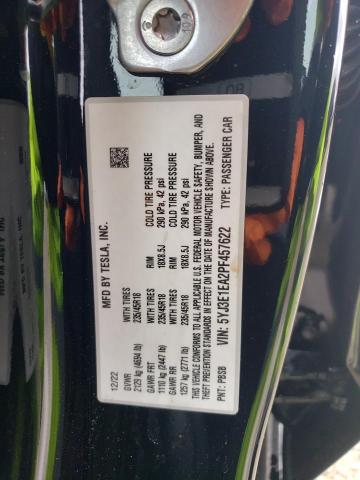 MFD BY TESLA, INC.
12/22
GVWR WITH TIRES RIM COLD TIRE PRESSURE
2129 kg (4694 lb) 235/45R18 18X8.5J 290 kPa, 42 psi
GAWR FRT WITH TIRES RIM COLD TIRE PRESSURE
1110 kg (2447 lb) 235/45R18 18X8.5J 290 kPa, 42 psi
GAWR RR
1257 kg (2771 lb) 235/45R18
THIS VEHICLE CONFORMS TO ALL APPLICABLE U.S. FEDERAL MOTOR VEHICLE SAFETY, BUMPER, AND
THEFT PREVENTION STANDARDS IN EFFECT ON THE DATE OF MANUFACTURE SHOWN ABOVE.
VIN: 5YJ3E1EA2PF457622 TYPE: PASSENGER CAR
PNT: PBSB